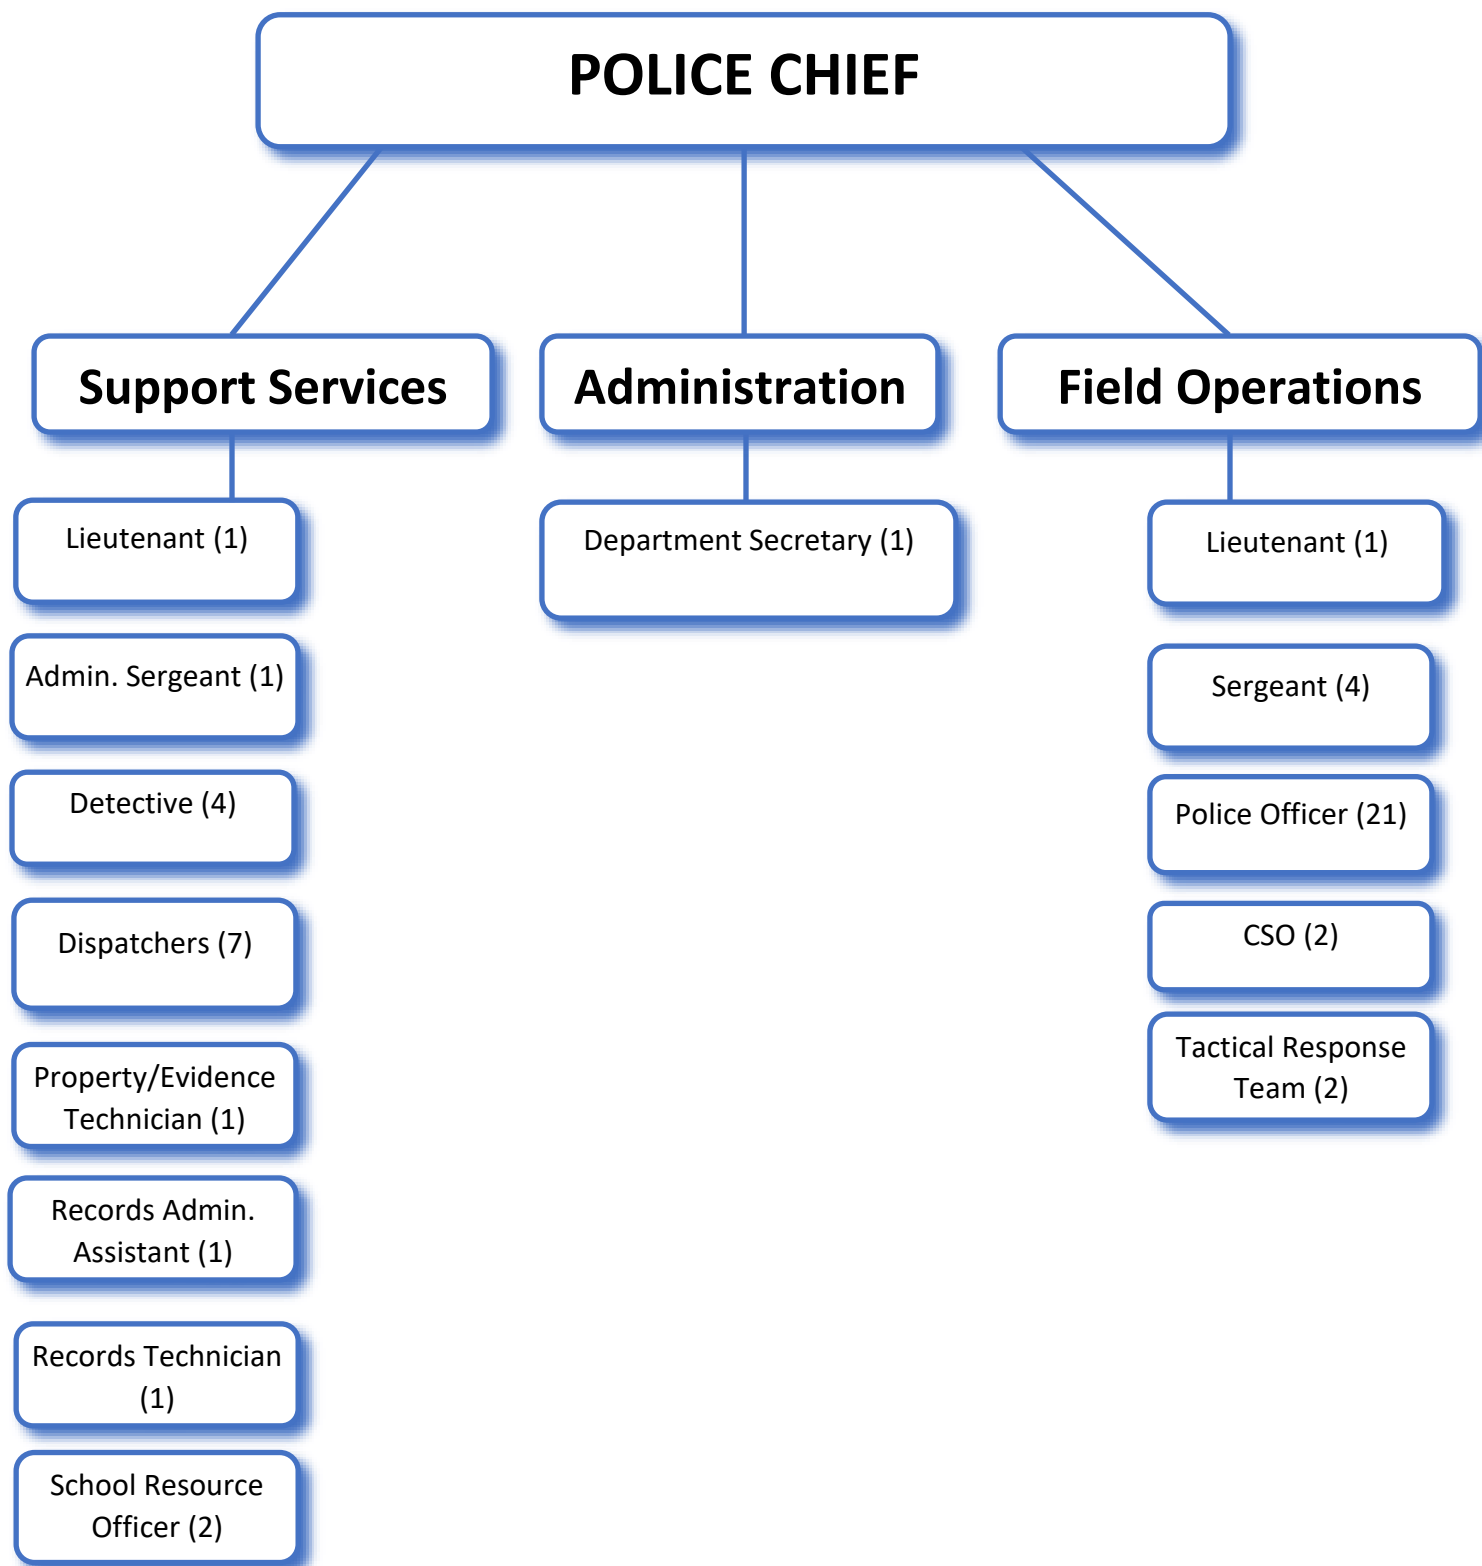 POLICE CHIEF
Support Services
Administration
Field Operations
Lieutenant (1)
Admin. Sergeant (1)
Detective (4)
Dispatchers (7)
Property/Evidence
Technician (1)
Records Admin.
Assistant (1)
Records Technician
(1)
School Resource
Officer (2)
Department Secretary (1)
Lieutenant (1)
Sergeant (4)
Police Officer (21)
CSO (2)
Tactical Response
Team (2)